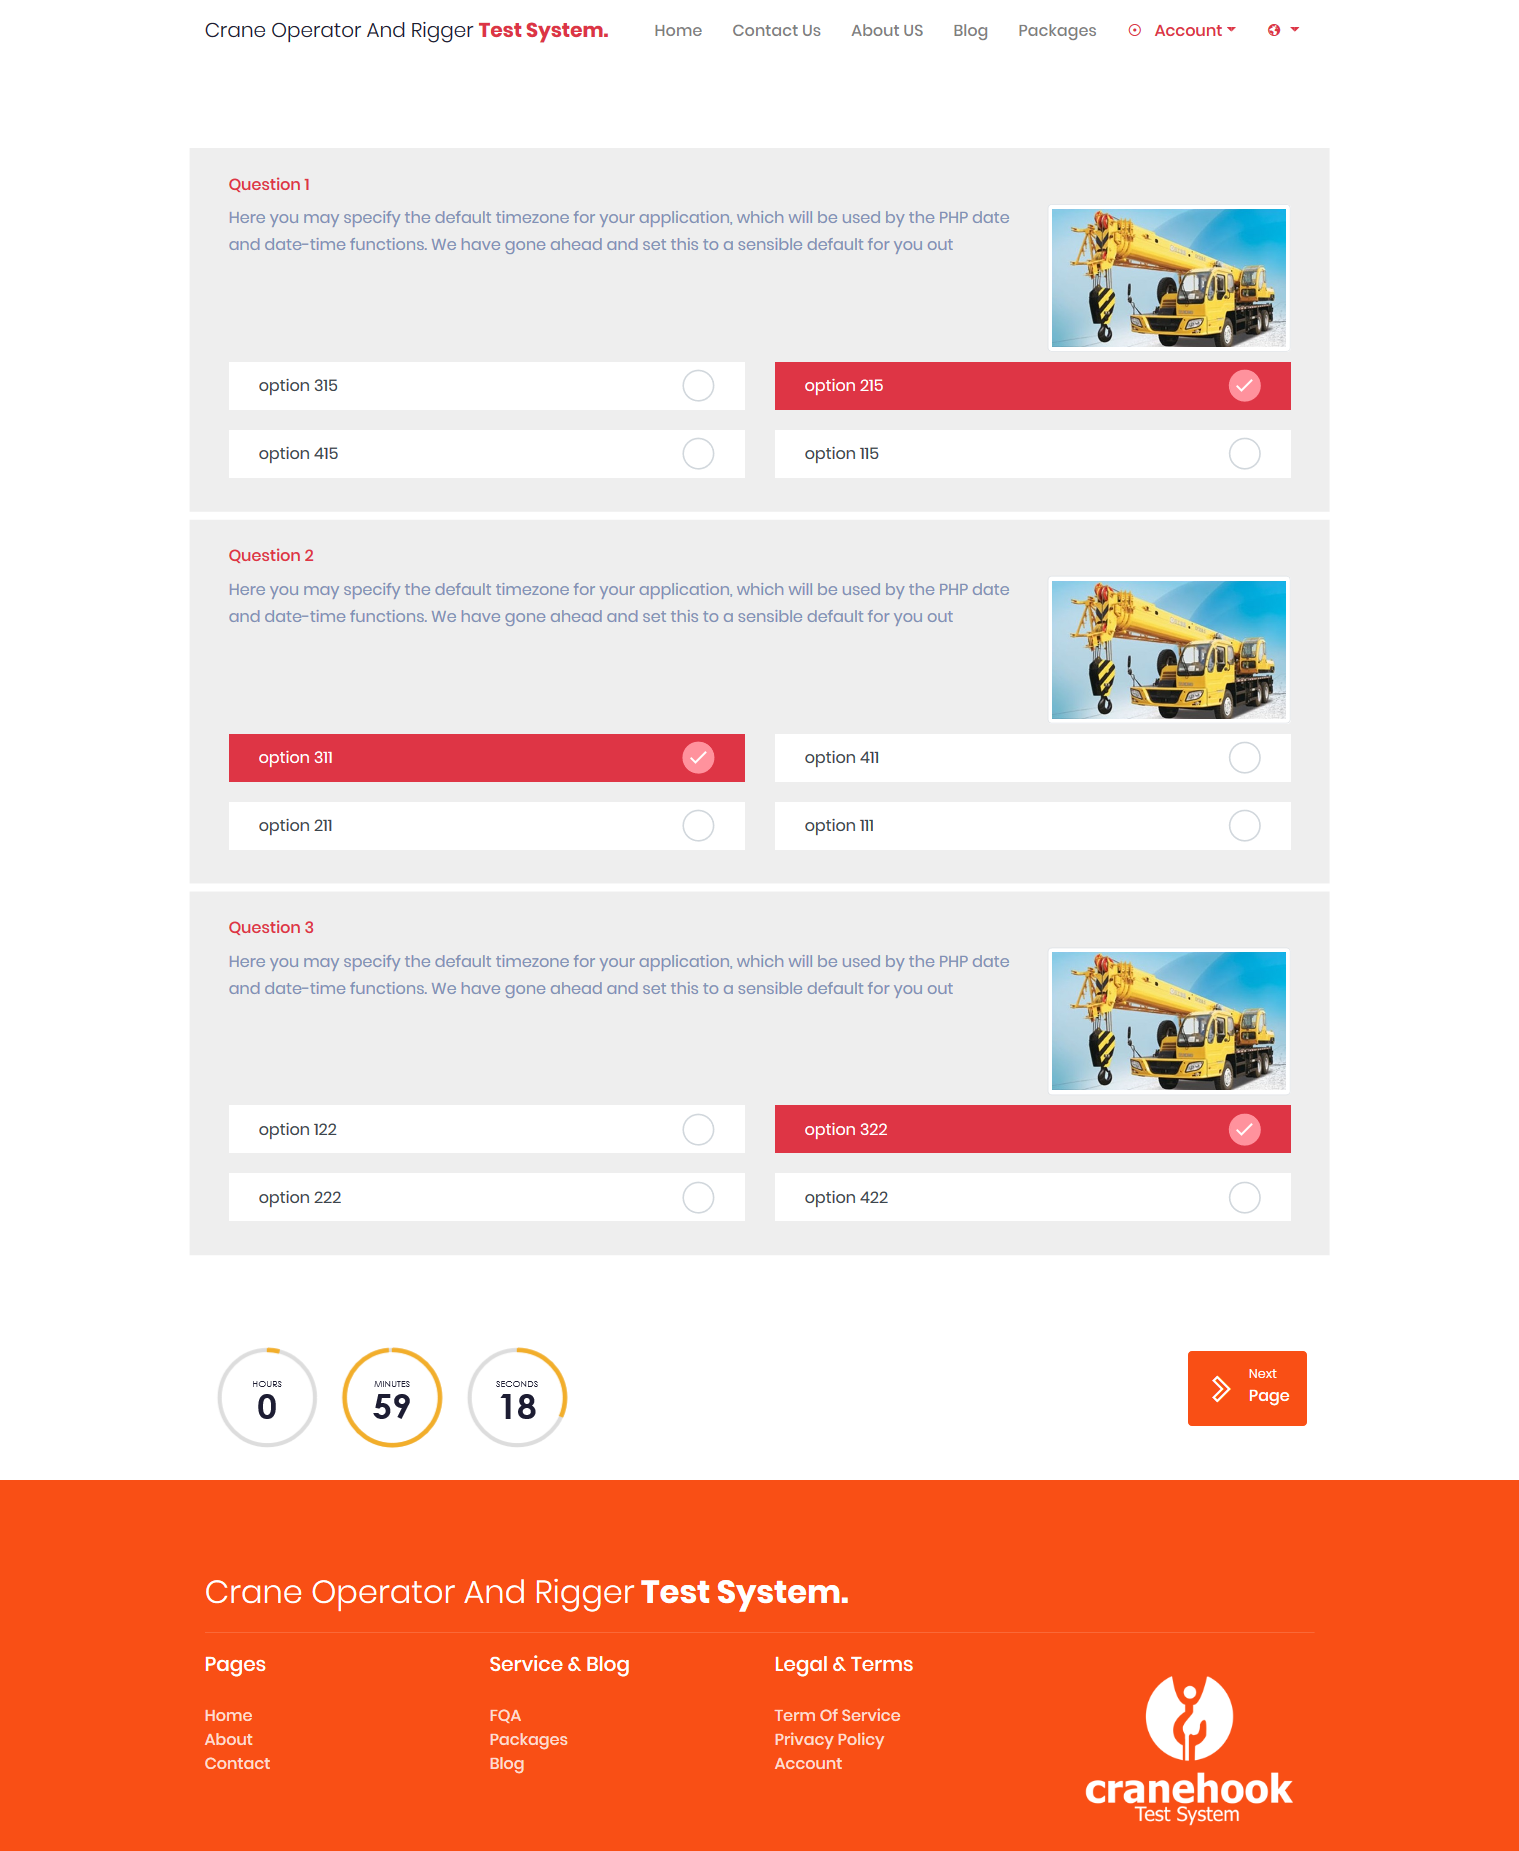 Crane Operator And Rigger Test System.
Home
Contact Us
About US
Blog
Packages
Account
Question 1
Here you may specify the default timezone for your application, which will be used by the PHP date
and date-time functions. We have gone ahead and set this to a sensible default for you out
option 315
option 215
option 415
option 115
Question 2
Here you may specify the default timezone for your application, which will be used by the PHP date
and date-time functions. We have gone ahead and set this to a sensible default for you out
option 311
option 411
option 211
option 111
Question 3
Here you may specify the default timezone for your application, which will be used by the PHP date
and date-time functions. We have gone ahead and set this to a sensible default for you out
option 122
option 322
option 222
option 422
HOURS
0
MINUTES
59
SECONDS
18
Next
Page
Crane Operator And Rigger Test System.
Pages
Home
About
Contact
Service & Blog
FQA
Packages
Blog
Legal & Terms
Term Of Service
Privacy Policy
Account
cranehook
Test System